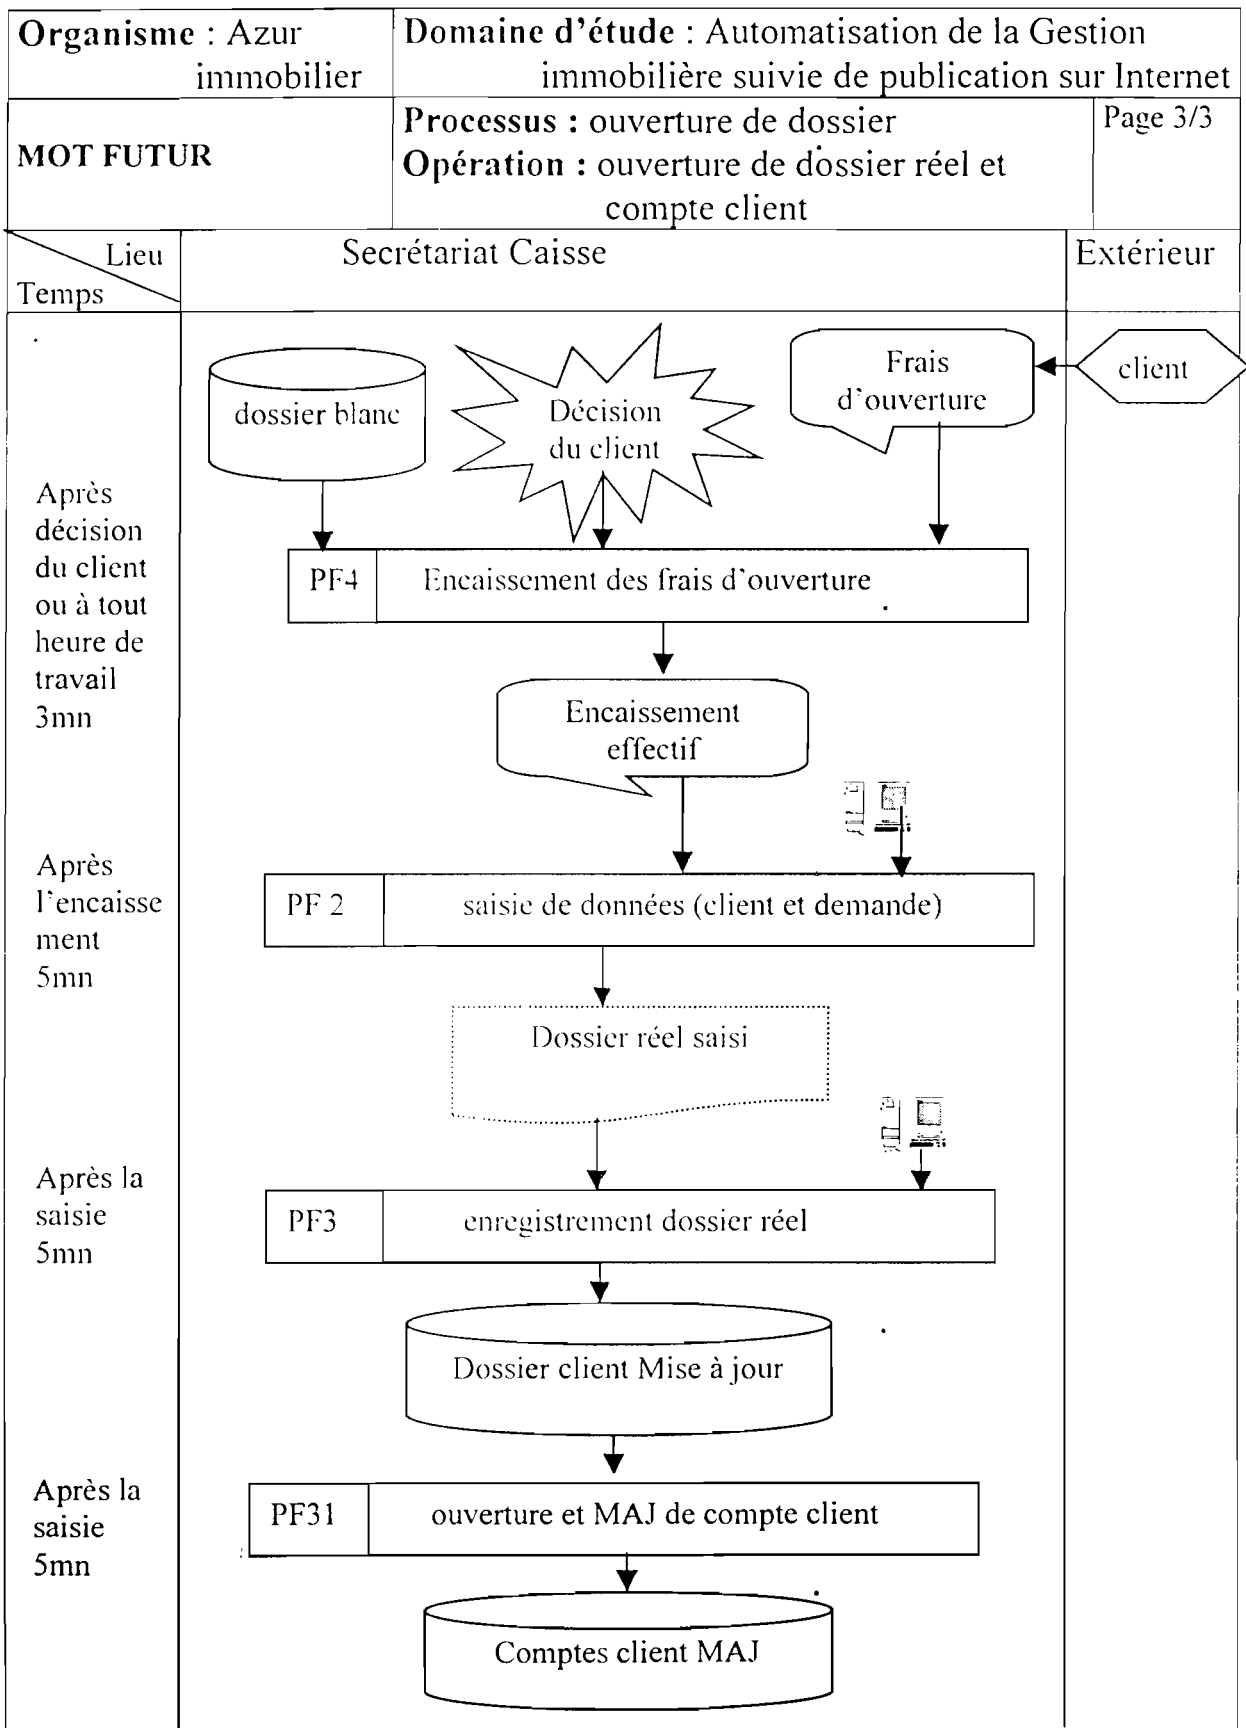 Organisme : Azur
immobilier
Domaine d'étude : Automatisation de la Gestion
immobilière suivie de publication sur Internet
MOT FUTUR
Processus : ouverture de dossier
Opération : ouverture de dossier réel et
compte client
Page 3/3
Lieu
Temps
Secrétariat Caisse
Extérieur
dossier blanc
Décision
du client
Frais
d'ouverture
client
Après
décision
du client
ou à tout
heure de
travail
3mn
PF4
Encaissement des frais d'ouverture
Encaissement
effectif
Après
l'encaisse
ment
5mn
PF 2
saisie de données (client et demande)
Dossier réel saisi
Après la
saisie
5mn
PF3
enregistrement dossier réel
Dossier client Mise à jour
Après la
saisie
5mn
PF31
ouverture et MAJ de compte client
Comptes client MAJ